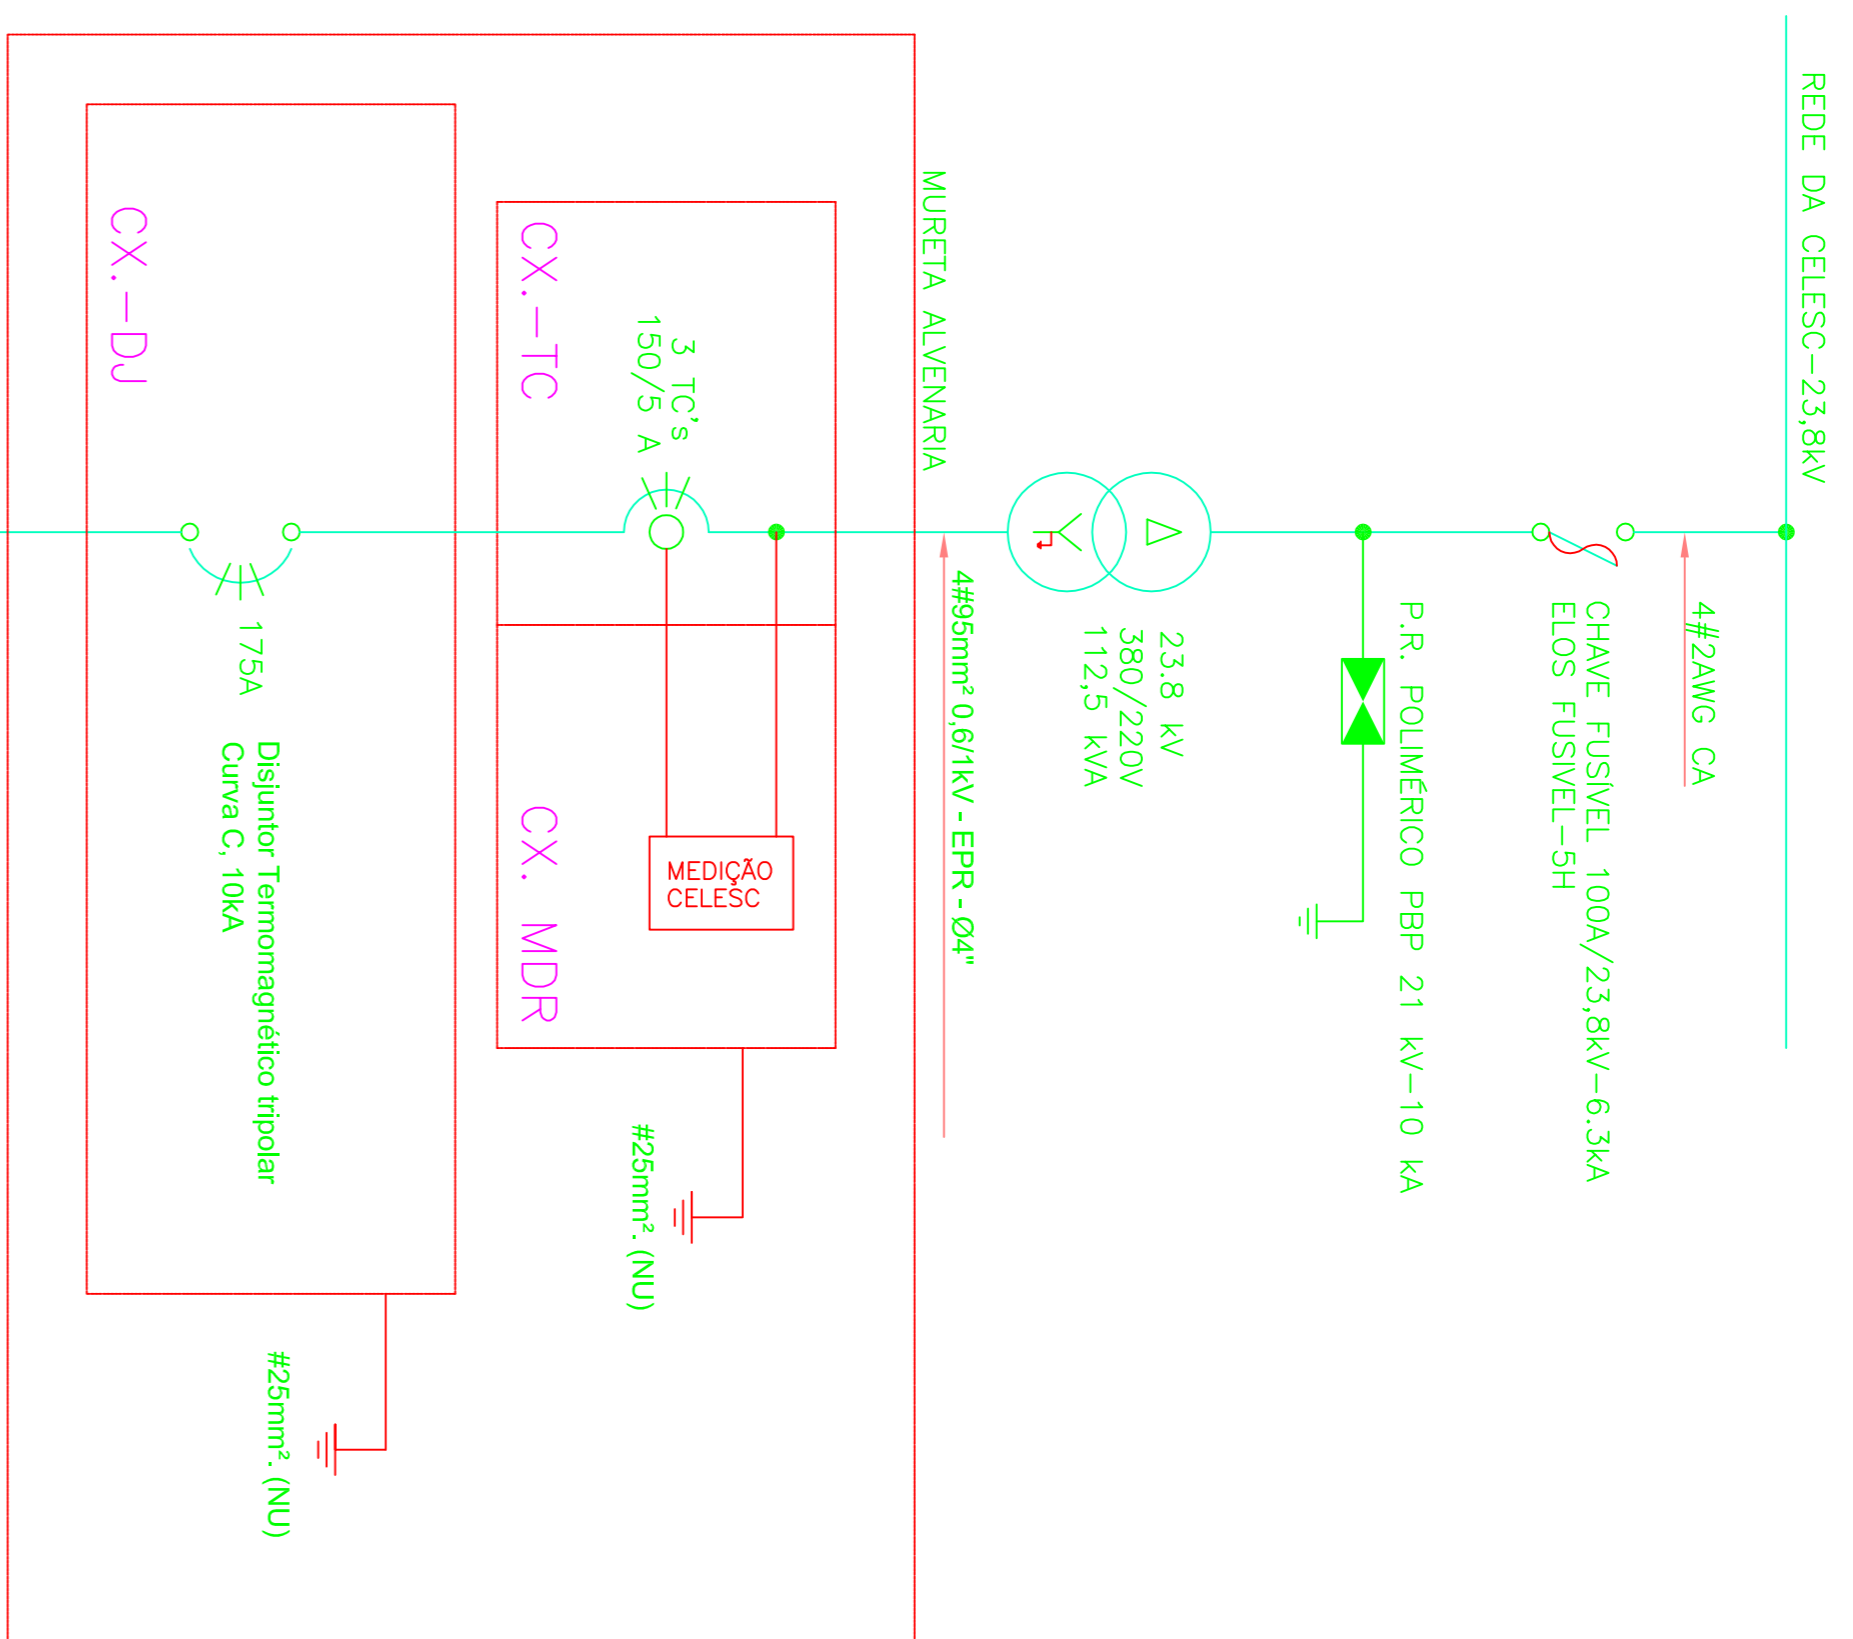 REDE DA CELESC-23,8kV
4#2AWG CA
CHAVE FUSÍVEL 100A/23,8kV-6.3kA
ELOS FUSIVEL-5H
P.R. POLIMÉRICO PBP 21 kV-10 kA
23.8 kV
380/220V
112,5 kVA
4#95mm² 0,6/1kV - EPR - Ø4"
MURETA ALVENARIA
3 TC's
150/5 A
CX.-TC
MEDIÇÃO
CELESC
CX. MDR
#25mm². (NU)
175A
Disjuntor Termomagnético tripolar
Curva C, 10kA
CX.-DJ
#25mm². (NU)